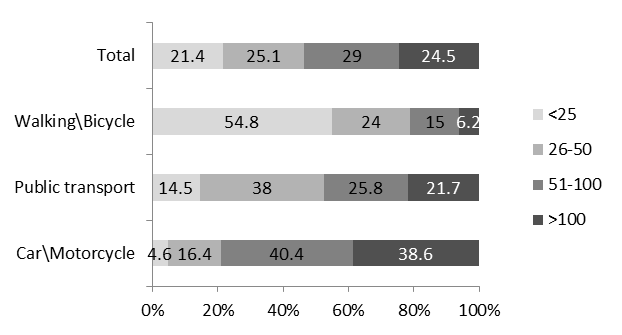 Total 21.4 25.1 29 24.5
Walking\Bicycle 54.8 24 15 6.2
Public transport 14.5 38 25.8 21.7
Car\Motorcycle 4.6 16.4 40.4 38.6
0% 20% 40% 60% 80% 100%
<25
26-50
51-100
>100